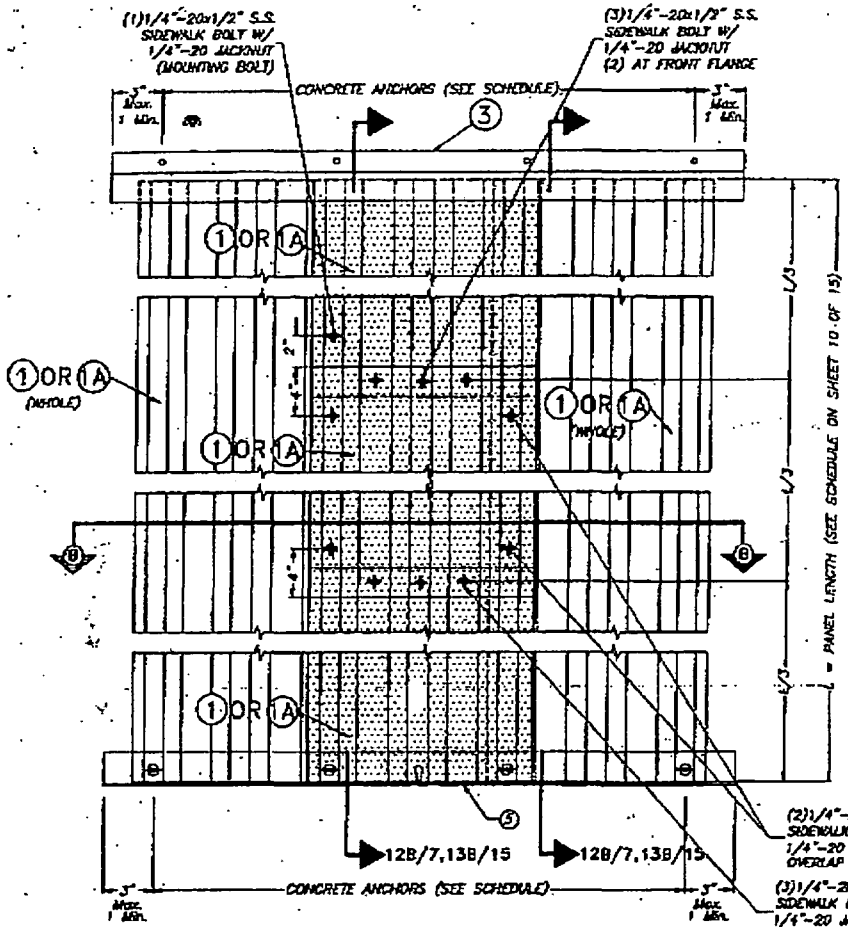 (1)1/4"-20x1/2" S.S.
SIDEWALK BOLT W/
1/4"-20 JACKNUT
(MOUNTING BOLT)
(3)1/4"-20x1/2" S.S.
SIDEWALK BOLT W/
1/4"-20 JACKNUT
(2) AT FRONT FLANGE
3"
Max.
1 Min.
CONCRETE ANCHORS (SEE SCHEDULE)
3"
Max.
1 Min.
3
1 OR 1A
L/3
2"
4"
1 OR 1A
(WHOLE)
1 OR 1A
(WHOLE)
1 OR 1A
L/3
L = PANEL LENGTH (SEE SCHEDULE ON SHEET 10 OF 15)
B
B
4"
L/3
1 OR 1A
5
12B/7,13B/15
12B/7,13B/15
(2)1/4"-
SIDEWALK
1/4"-20
OVERLAP
3"
Max.
1 Min.
CONCRETE ANCHORS (SEE SCHEDULE)
3"
Max.
1 Min.
(3)1/4"-2
SIDEWALK
1/4"-20